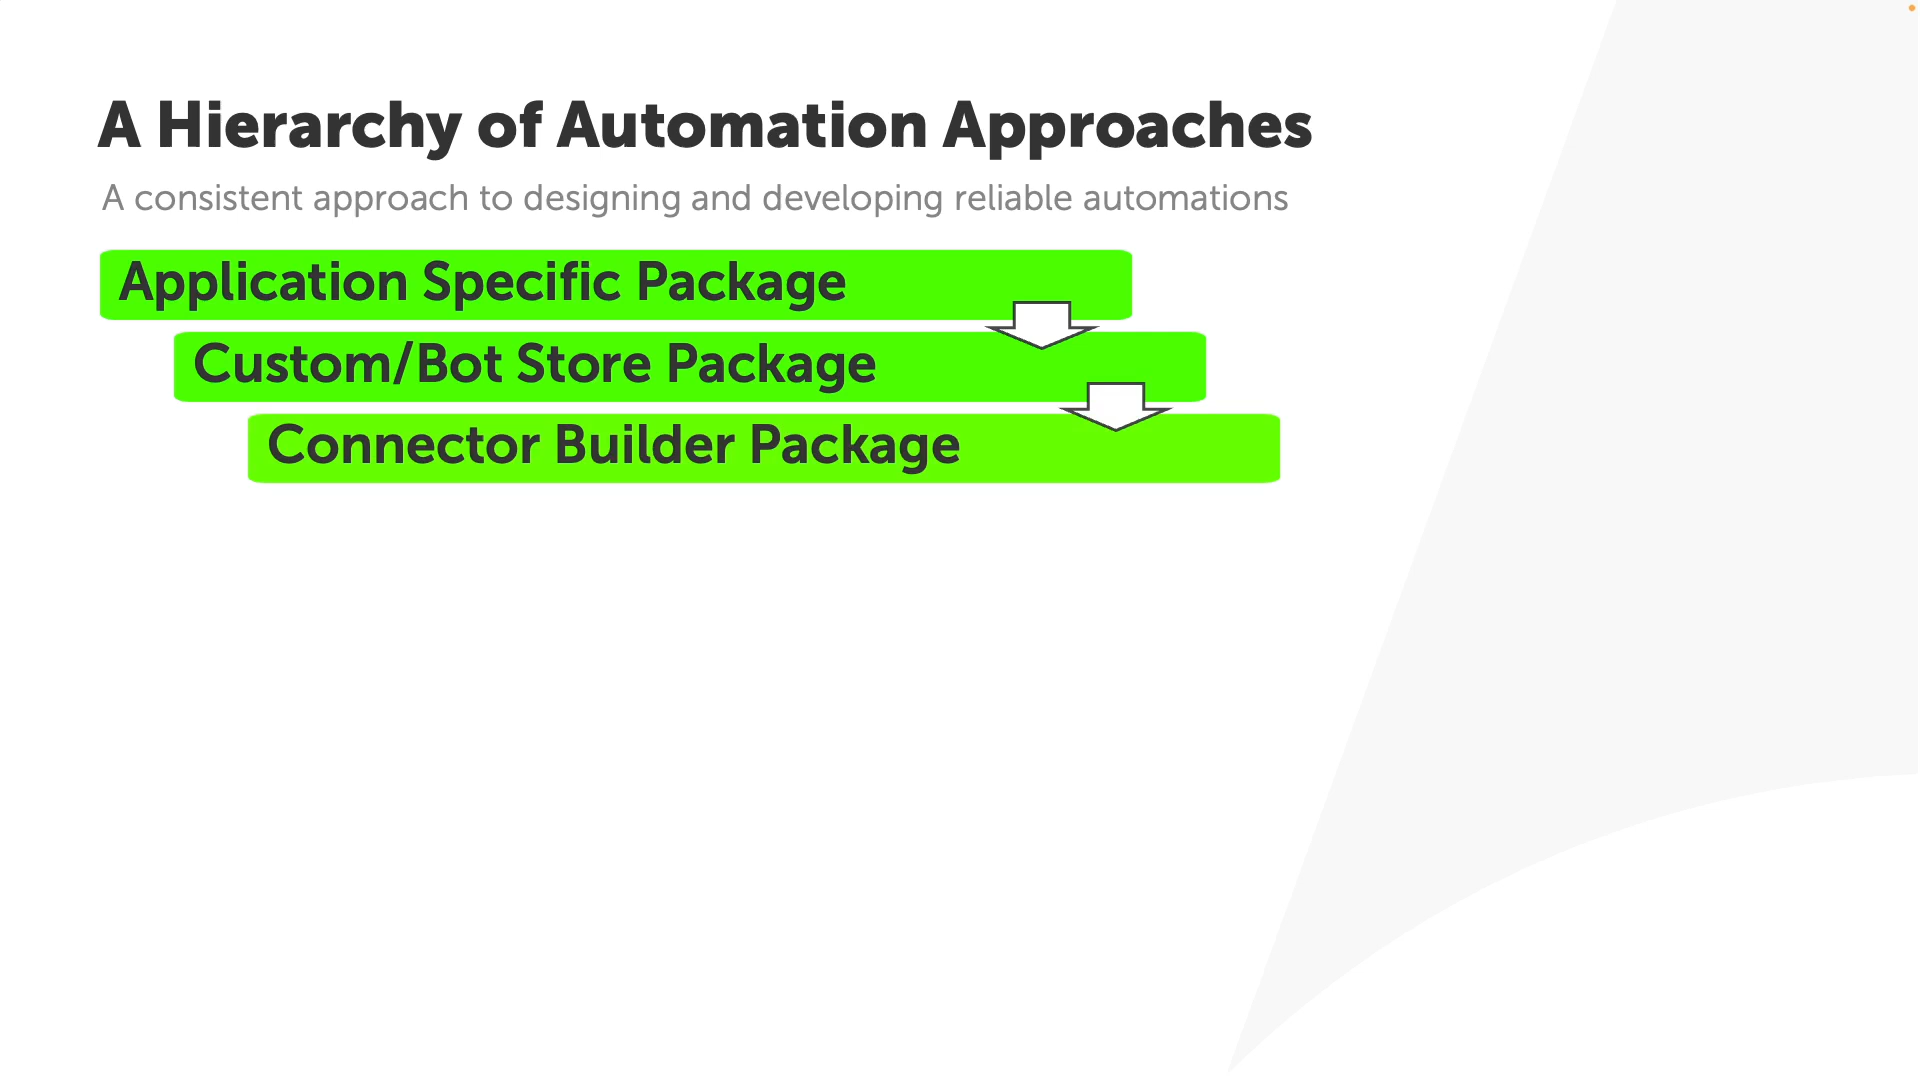 A Hierarchy of Automation Approaches
A consistent approach to designing and developing reliable automations
Application Specific Package
Custom/Bot Store Package
Connector Builder Package